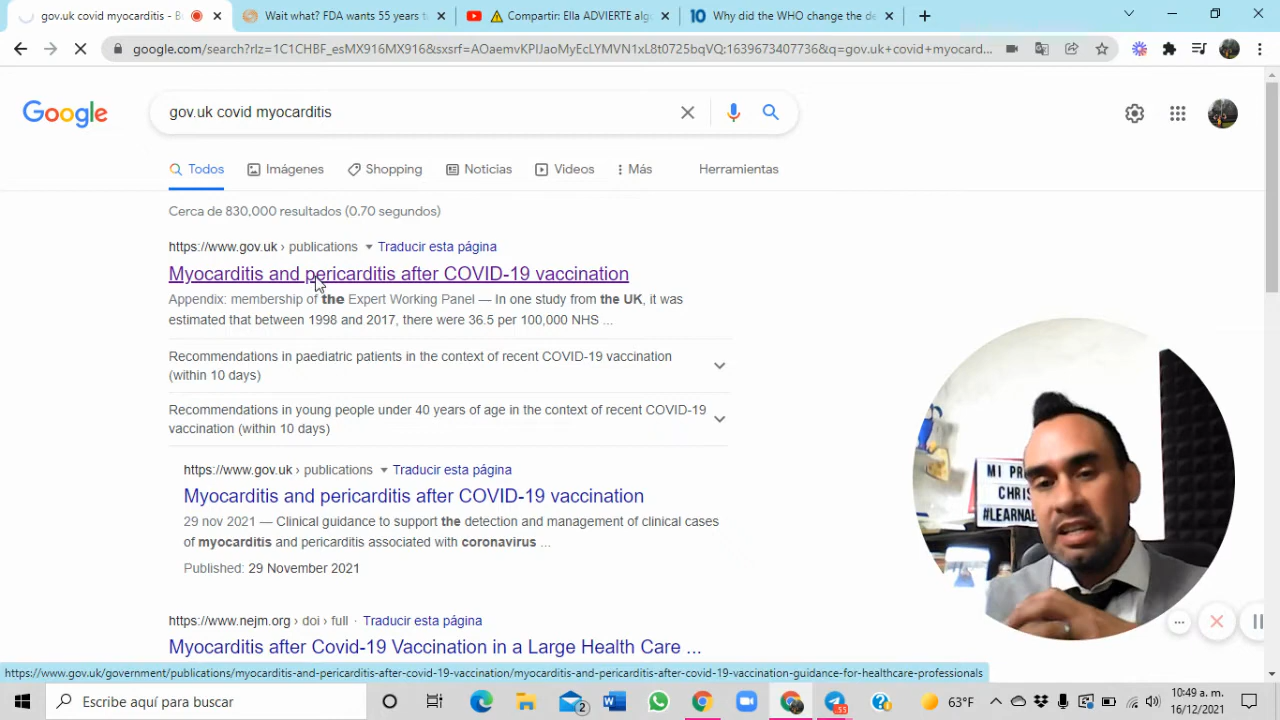 gov.uk covid myocarditis - B
Wait what? FDA wants 55 years t
Compartir: Ella ADVIERTE alg
Why did the WHO change the de
google.com/search?rlz=1C1CHBF_esMX916MX916&sxsrf=AOaemvKPIJaoMyEcLYMVN1xL8t0725bqVQ:1639673407736&q=gov.uk+covid+myocard...
Google
gov.uk covid myocarditis
Todos
Imágenes
Shopping
Noticias
Videos
Más
Herramientas
Cerca de 830,000 resultados (0.70 segundos)
https://www.gov.uk › publications Traducir esta página
Myocarditis and pericarditis after COVID-19 vaccination
Appendix: membership of the Expert Working Panel — In one study from the UK, it was
estimated that between 1998 and 2017, there were 36.5 per 100,000 NHS ...
Recommendations in paediatric patients in the context of recent COVID-19 vaccination
(within 10 days)
Recommendations in young people under 40 years of age in the context of recent COVID-19
vaccination (within 10 days)
https://www.gov.uk › publications Traducir esta página
Myocarditis and pericarditis after COVID-19 vaccination
29 nov 2021 — Clinical guidance to support the detection and management of clinical cases
of myocarditis and pericarditis associated with coronavirus ...
Published: 29 November 2021
https://www.nejm.org › doi › full · Traducir esta página
Myocarditis after Covid-19 Vaccination in a Large Health Care ...
MI PR
CHRIS
#LEARNAB
https://www.gov.uk/government/publications/myocarditis-and-pericarditis-after-covid-19-vaccination/myocarditis-and-pericarditis-after-covid-19-vaccination-guidance-for-healthcare-professionals
Escribe aquí para buscar
2
55
63°F
10:49 a. m.
16/12/2021